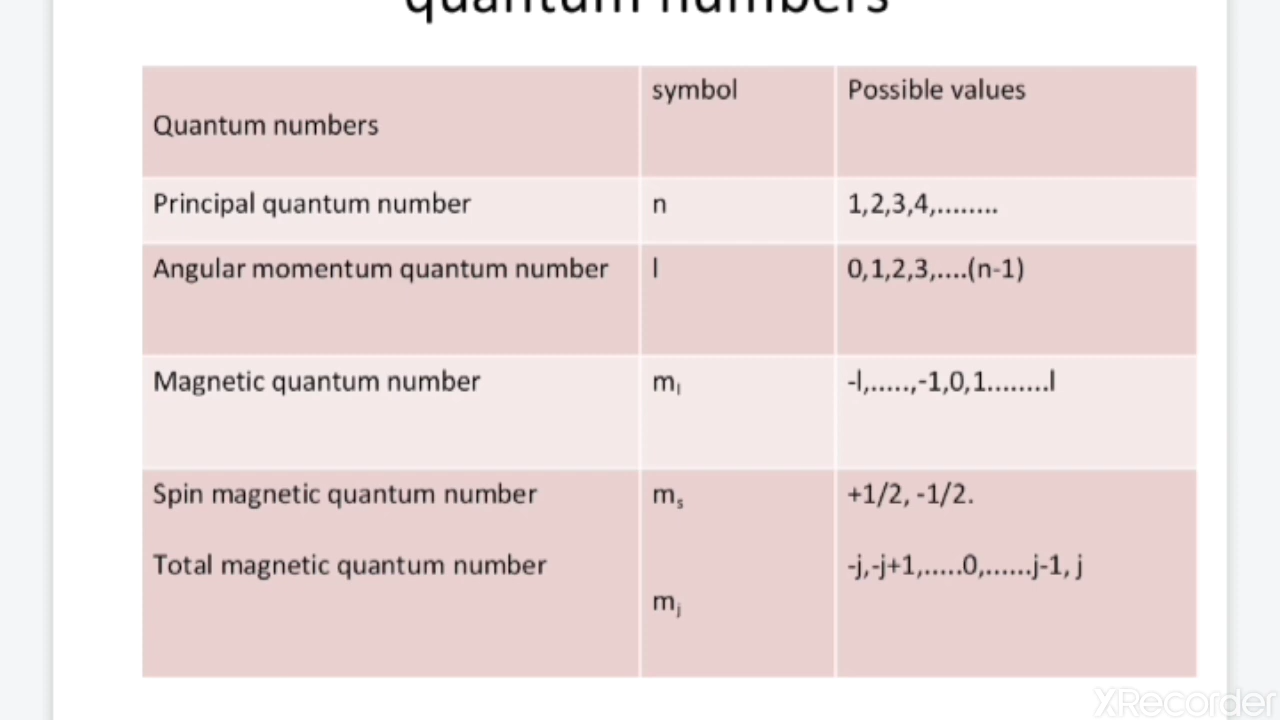 quantum numbers
Quantum numbers
symbol
Possible values
Principal quantum number
n
1,2,3,4,........
Angular momentum quantum number
l
0,1,2,3,....(n-1)
Magnetic quantum number
mₗ
-l,.....,-1,0,1........l
Spin magnetic quantum number
mₛ
+1/2, -1/2.
Total magnetic quantum number
mⱼ
-j,-j+1,.....0,......j-1, j
XRecorder